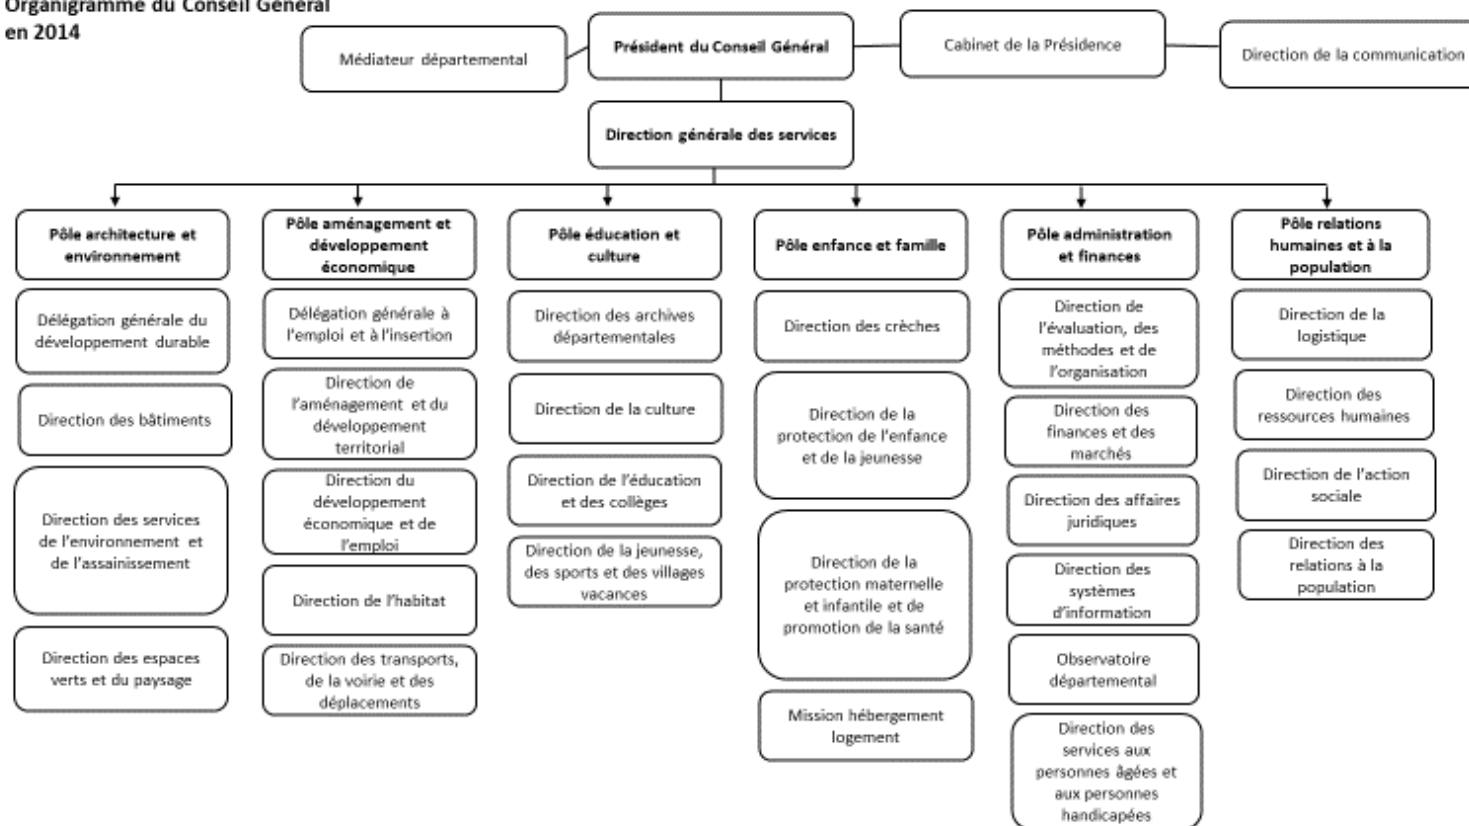 Organigramme du Conseil Général
en 2014
Médiateur départemental
Président du Conseil Général
Cabinet de la Présidence
Direction de la communication
Direction générale des services
Pôle architecture et
environnement
Délégation générale du
développement durable
Direction des bâtiments
Direction des services
de l'environnement et
de l'assainissement
Direction des espaces
verts et du paysage
Pôle aménagement et
développement
économique
Délégation générale à
l'emploi et à l'insertion
Direction de
l'aménagement et du
développement
territorial
Direction du
développement
économique et de
l'emploi
Direction de l'habitat
Direction des transports,
de la voirie et des
déplacements
Pôle éducation et
culture
Direction des archives
départementales
Direction de la culture
Direction de l'éducation
et des collèges
Direction de la jeunesse,
des sports et des villages
vacances
Pôle enfance et famille
Direction des crèches
Direction de la
protection de l'enfance
et de la jeunesse
Direction de la
protection maternelle
et infantile et de
promotion de la santé
Mission hébergement
logement
Pôle administration
et finances
Direction de
l'évaluation, des
méthodes et de
l'organisation
Direction des
finances et des
marchés
Direction des affaires
juridiques
Direction des
systèmes
d'information
Observatoire
départemental
Direction des
services aux
personnes âgées et
aux personnes
handicapées
Pôle relations
humaines et à la
population
Direction de la
logistique
Direction des
ressources humaines
Direction de l'action
sociale
Direction des
relations à la
population